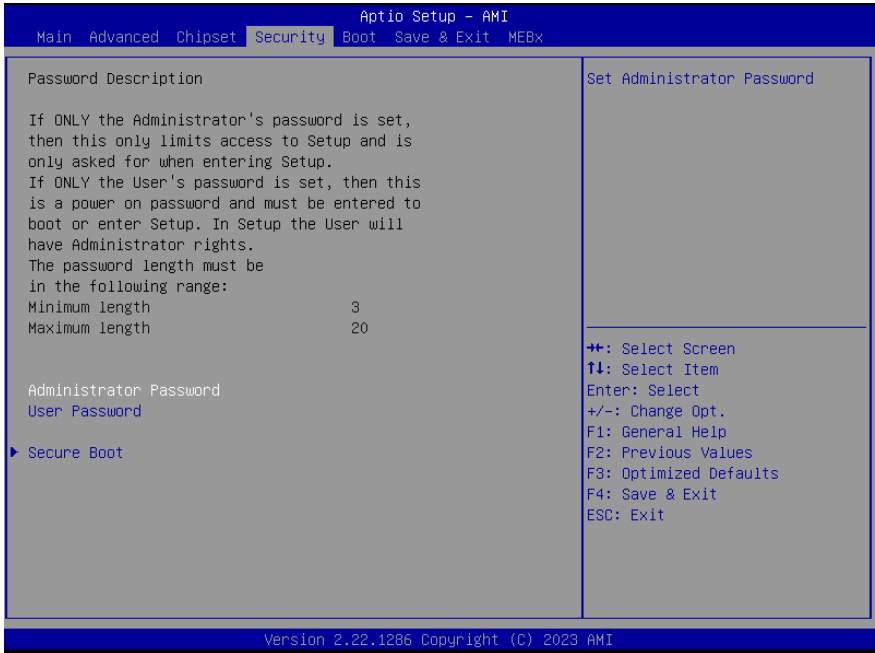 Aptio Setup – AMI
Main Advanced Chipset Security Boot Save & Exit MEBx
Password Description
If ONLY the Administrator's password is set,
then this only limits access to Setup and is
only asked for when entering Setup.
If ONLY the User's password is set, then this
is a power on password and must be entered to
boot or enter Setup. In Setup the User will
have Administrator rights.
The password length must be
in the following range:
Minimum length 3
Maximum length 20
Administrator Password
User Password
Secure Boot
Set Administrator Password
→←: Select Screen
↑↓: Select Item
Enter: Select
+/-: Change Opt.
F1: General Help
F2: Previous Values
F3: Optimized Defaults
F4: Save & Exit
ESC: Exit
Version 2.22.1286 Copyright (C) 2023 AMI